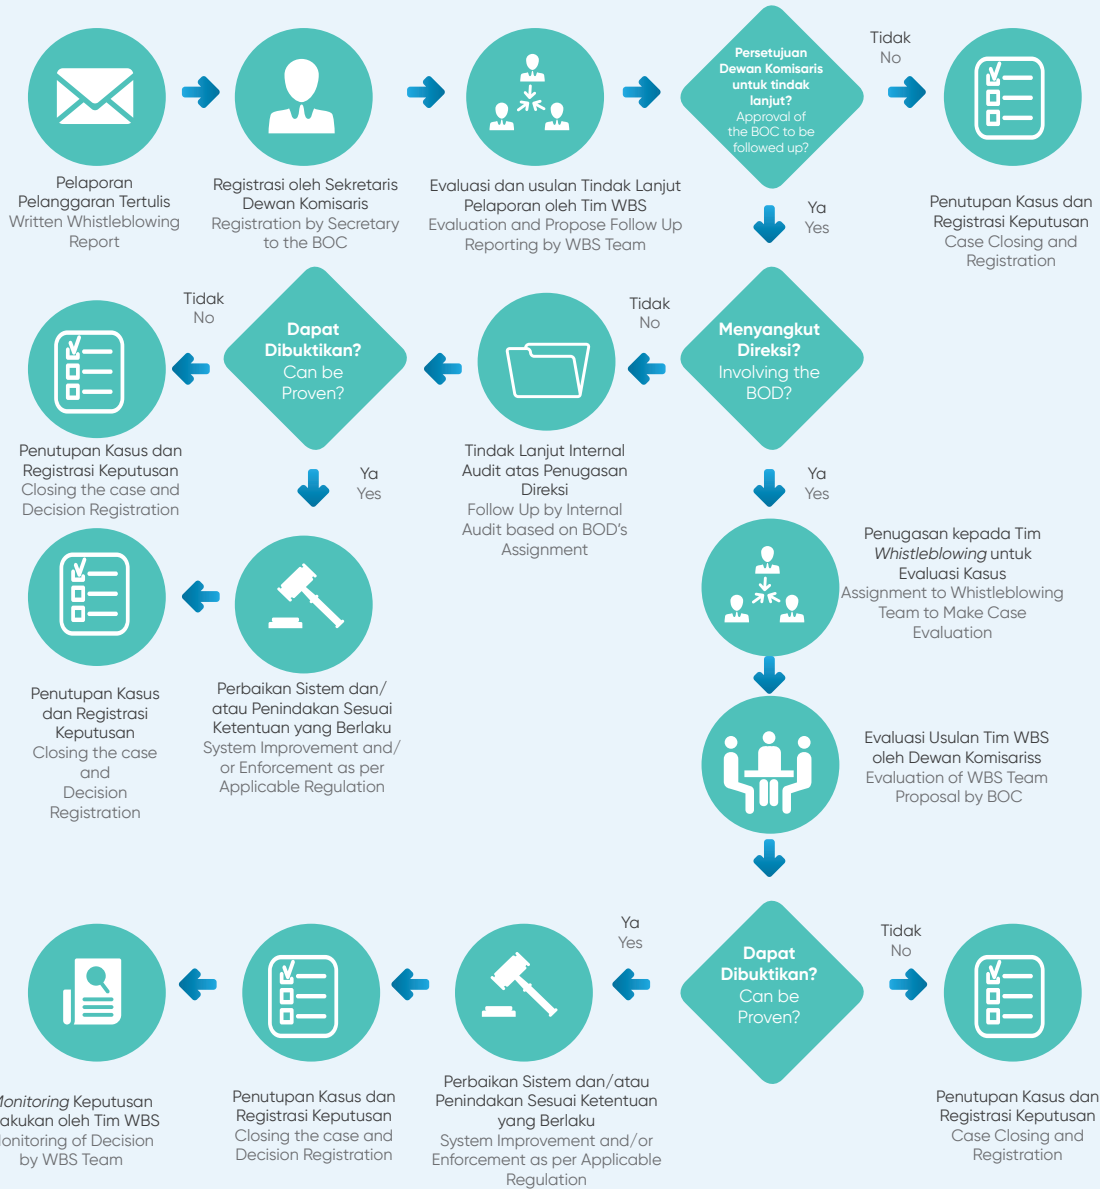 Pelaporan
Pelanggaran Tertulis
Written Whistleblowing
Report
Registrasi oleh Sekretaris
Dewan Komisaris
Registration by Secretary
to the BOC
Evaluasi dan usulan Tindak Lanjut
Pelaporan oleh Tim WBS
Evaluation and Propose Follow Up
Reporting by WBS Team
Persetujuan
Dewan Komisaris
untuk tindak
lanjut?
Approval of
the BOC to be
followed up?
Tidak
No
Penutupan Kasus dan
Registrasi Keputusan
Case Closing and
Registration
Ya
Yes
Menyangkut
Direksi?
Involving the
BOD?
Tidak
No
Tindak Lanjut Internal
Audit atas Penugasan
Direksi
Follow Up by Internal
Audit based on BOD's
Assignment
Dapat
Dibuktikan?
Can be
Proven?
Tidak
No
Penutupan Kasus dan
Registrasi Keputusan
Closing the case and
Decision Registration
Ya
Yes
Perbaikan Sistem dan/
atau Penindakan Sesuai
Ketentuan yang Berlaku
System Improvement and/
or Enforcement as per
Applicable Regulation
Penutupan Kasus
dan Registrasi
Keputusan
Closing the case
and
Decision
Registration
Ya
Yes
Penugasan kepada Tim
Whistleblowing untuk
Evaluasi Kasus
Assignment to Whistleblowing
Team to Make Case
Evaluation
Evaluasi Usulan Tim WBS
oleh Dewan Komisariss
Evaluation of WBS Team
Proposal by BOC
Dapat
Dibuktikan?
Can be
Proven?
Tidak
No
Penutupan Kasus dan
Registrasi Keputusan
Case Closing and
Registration
Ya
Yes
Perbaikan Sistem dan/atau
Penindakan Sesuai Ketentuan
yang Berlaku
System Improvement and/or
Enforcement as per Applicable
Regulation
Penutupan Kasus dan
Registrasi Keputusan
Closing the case and
Decision Registration
Keputusan
oleh Tim WBS
of Decision
by WBS Team